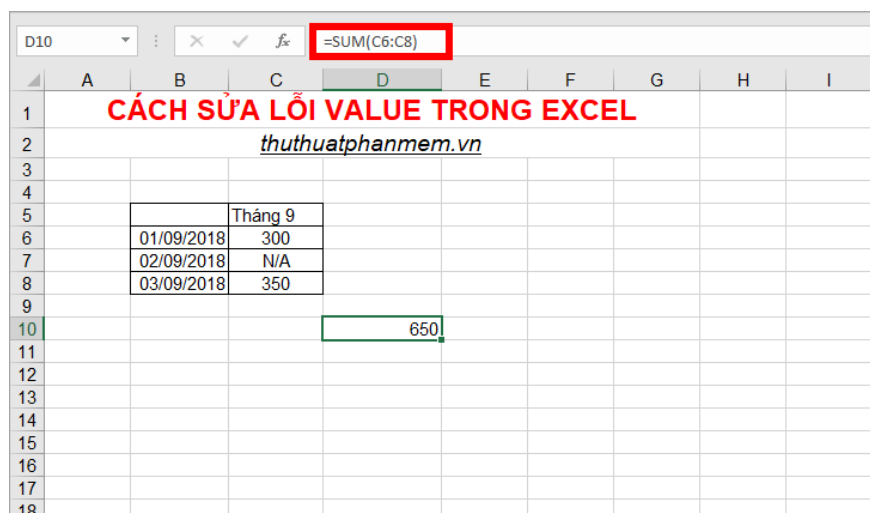 D10 fx =SUM(C6:C8)
A B C D E F G H I
1 CÁCH SỬA LỖI VALUE TRONG EXCEL
2 thuthuatphanmem.vn
3
4
5 Tháng 9
6 01/09/2018 300
7 02/09/2018 N/A
8 03/09/2018 350
9
10 650
11
12
13
14
15
16
17
18